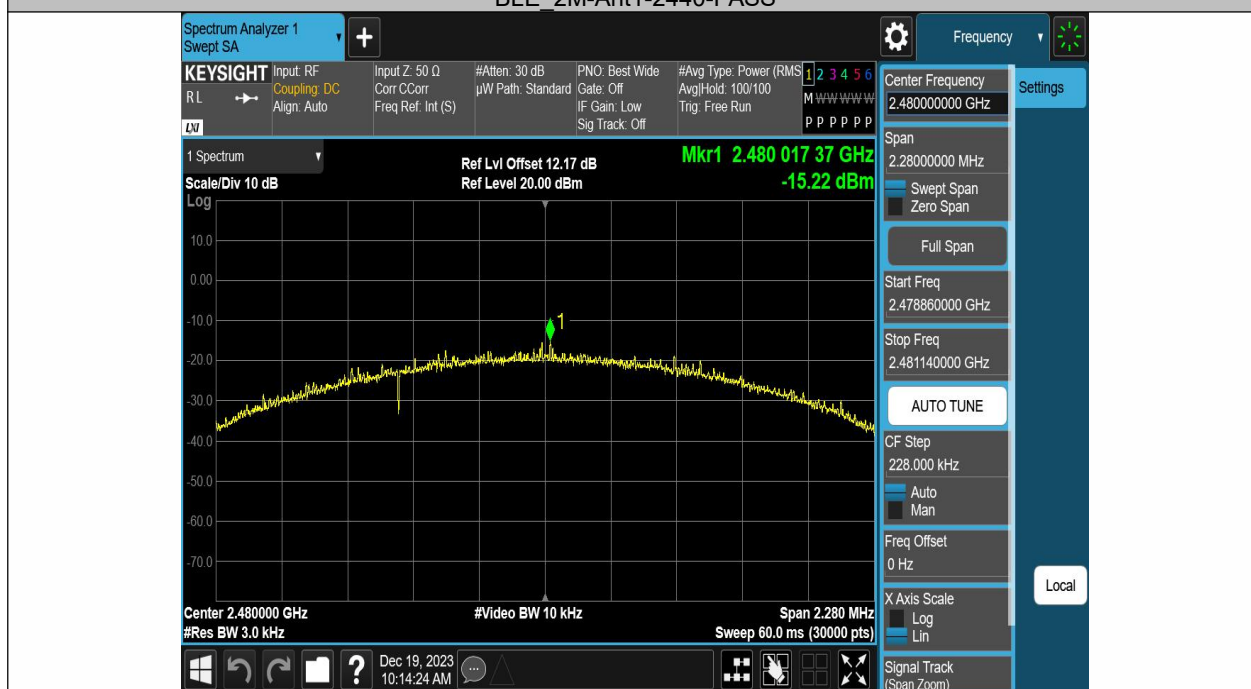 BLE_2M-Ant1-2440-PASS
Spectrum Analyzer 1
Swept SA
+
Frequency
KEYSIGHT
RL
LXI
Input: RF
Coupling: DC
Align: Auto
Input Z: 50 Ω
Corr CCorr
Freq Ref: Int (S)
#Atten: 30 dB
µW Path: Standard
PNO: Best Wide
Gate: Off
IF Gain: Low
Sig Track: Off
#Avg Type: Power (RMS
Avg|Hold: 100/100
Trig: Free Run
1 2 3 4 5 6
M W W W W W
P P P P P P
1 Spectrum
Scale/Div 10 dB
Log
Ref Lvl Offset 12.17 dB
Ref Level 20.00 dBm
Mkr1 2.480 017 37 GHz
-15.22 dBm
1
10.0
0.00
-10.0
-20.0
-30.0
-40.0
-50.0
-60.0
-70.0
Center 2.480000 GHz
#Res BW 3.0 kHz
#Video BW 10 kHz
Span 2.280 MHz
Sweep 60.0 ms (30000 pts)
?
Dec 19, 2023
10:14:24 AM
Center Frequency
2.480000000 GHz
Settings
Span
2.28000000 MHz
Swept Span
Zero Span
Full Span
Start Freq
2.478860000 GHz
Stop Freq
2.481140000 GHz
AUTO TUNE
CF Step
228.000 kHz
Auto
Man
Freq Offset
0 Hz
X Axis Scale
Log
Lin
Local
Signal Track
(Span Zoom)